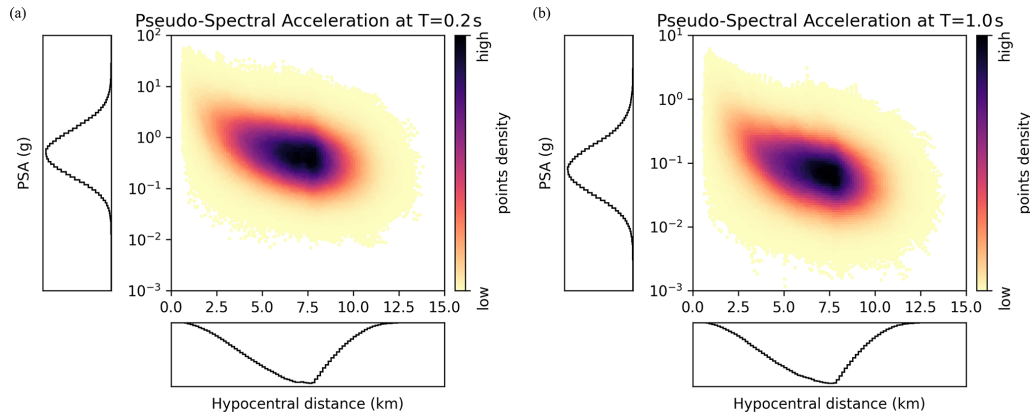 (a)
Pseudo-Spectral Acceleration at T=0.2s
PSA (g)
10²
10¹
10⁰
10⁻¹
10⁻²
10⁻³
0.0 2.5 5.0 7.5 10.0 12.5 15.0
high
points density
low
Hypocentral distance (km)
(b)
Pseudo-Spectral Acceleration at T=1.0s
PSA (g)
10¹
10⁰
10⁻¹
10⁻²
10⁻³
0.0 2.5 5.0 7.5 10.0 12.5 15.0
high
points density
low
Hypocentral distance (km)